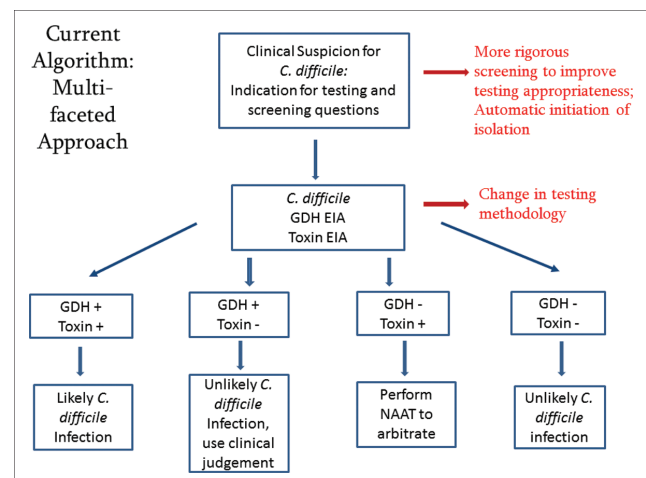 Current
Algorithm:
Multi-
faceted
Approach
Clinical Suspicion for
C. difficile:
Indication for testing and
screening questions
More rigorous
screening to improve
testing appropriateness;
Automatic initiation of
isolation
C. difficile
GDH EIA
Toxin EIA
Change in testing
methodology
GDH +
Toxin +
GDH +
Toxin -
GDH -
Toxin +
GDH -
Toxin -
Likely C.
difficile
Infection
Unlikely C.
difficile
Infection,
use clinical
judgement
Perform
NAAT to
arbitrate
Unlikely C.
difficile
infection